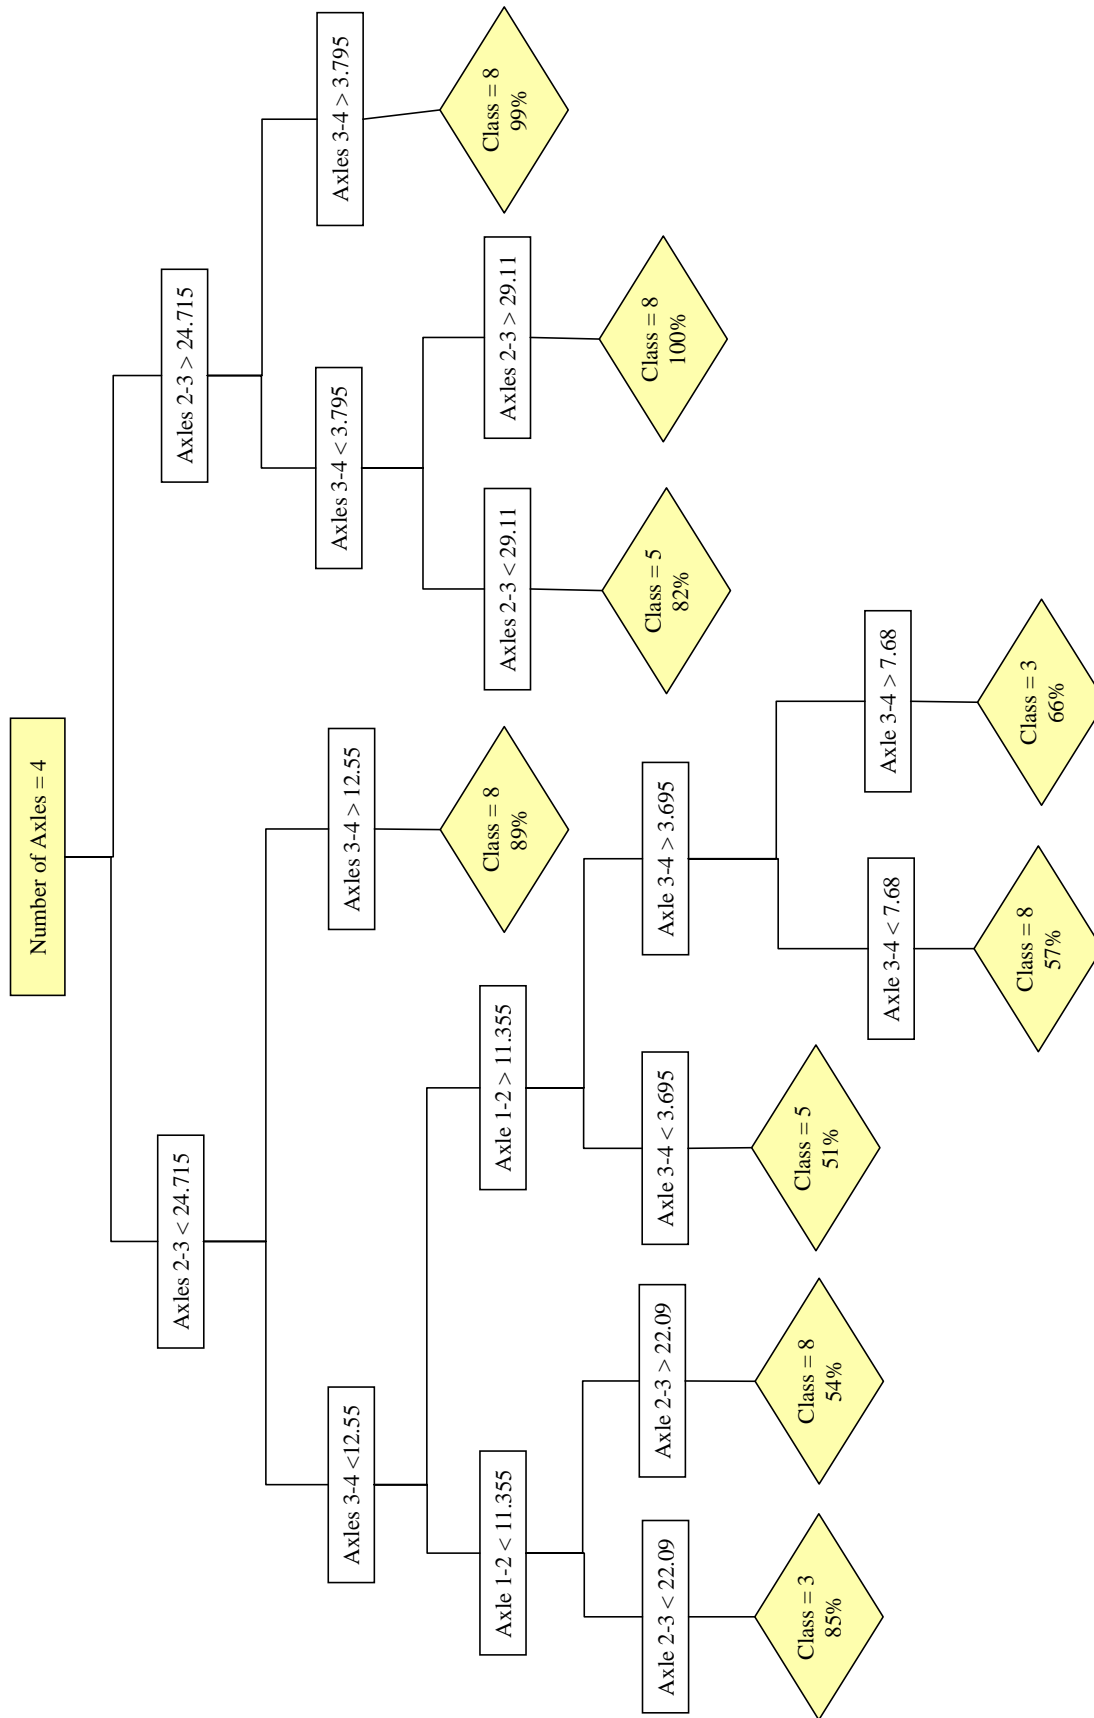 Number of Axles = 4
Axles 2-3 < 24.715
Axles 2-3 > 24.715
Axles 3-4 <12.55
Axles 3-4 > 12.55
Axles 3-4 < 3.795
Axles 3-4 > 3.795
Axle 1-2 < 11.355
Axle 1-2 > 11.355
Class = 8
89%
Axles 2-3 < 29.11
Axles 2-3 > 29.11
Class = 8
99%
Axle 2-3 < 22.09
Axle 2-3 > 22.09
Axle 3-4 < 3.695
Axle 3-4 > 3.695
Class = 5
82%
Class = 8
100%
Class = 3
85%
Class = 8
54%
Class = 5
51%
Axle 3-4 < 7.68
Axle 3-4 > 7.68
Class = 8
57%
Class = 3
66%